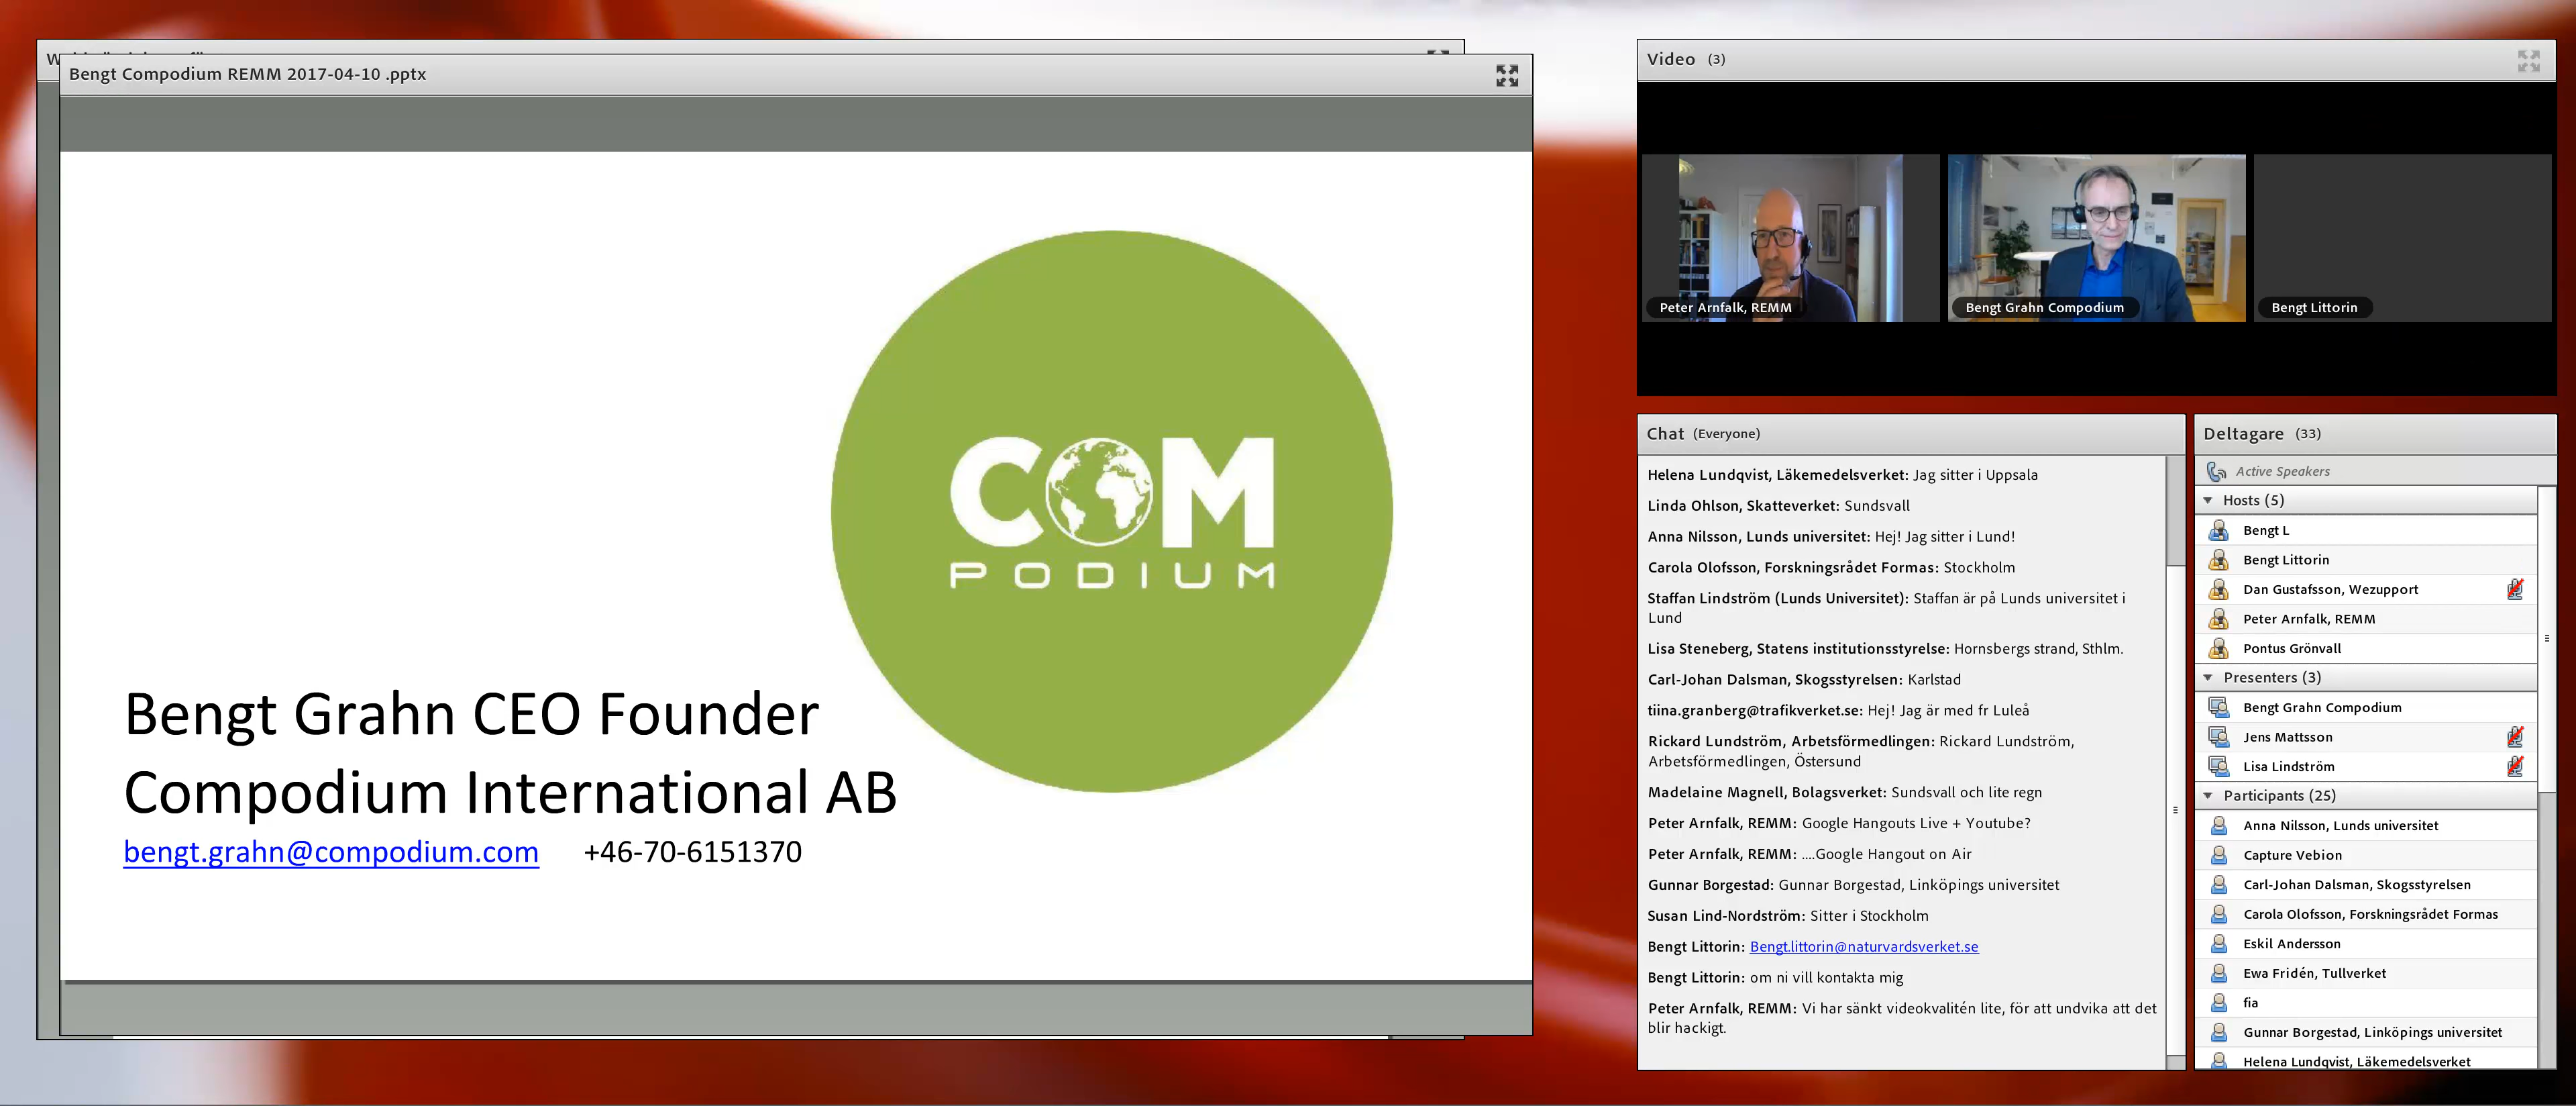 Bengt Compodium REMM 2017-04-10 .pptx
COM
PODIUM
Bengt Grahn CEO Founder
Compodium International AB
bengt.grahn@compodium.com +46-70-6151370
Video (3)
Peter Arnfalk, REMM
Bengt Grahn Compodium
Bengt Littorin
Chat (Everyone)
Helena Lundqvist, Läkemedelsverket: Jag sitter i Uppsala
Linda Ohlson, Skatteverket: Sundsvall
Anna Nilsson, Lunds universitet: Hej! Jag sitter i Lund!
Carola Olofsson, Forskningsrådet Formas: Stockholm
Staffan Lindström (Lunds Universitet): Staffan är på Lunds universitet i
Lund
Lisa Steneberg, Statens institutionsstyrelse: Hornsbergs strand, Sthlm.
Carl-Johan Dalsman, Skogsstyrelsen: Karlstad
tiina.granberg@trafikverket.se: Hej! Jag är med fr Luleå
Rickard Lundström, Arbetsförmedlingen: Rickard Lundström,
Arbetsförmedlingen, Östersund
Madelaine Magnell, Bolagsverket: Sundsvall och lite regn
Peter Arnfalk, REMM: Google Hangouts Live + Youtube?
Peter Arnfalk, REMM: ....Google Hangout on Air
Gunnar Borgestad: Gunnar Borgestad, Linköpings universitet
Susan Lind-Nordström: Sitter i Stockholm
Bengt Littorin: Bengt.littorin@naturvardsverket.se
Bengt Littorin: om ni vill kontakta mig
Peter Arnfalk, REMM: Vi har sänkt videokvalitén lite, för att undvika att det
blir hackigt.
Deltagare (33)
Active Speakers
Hosts (5)
Bengt L
Bengt Littorin
Dan Gustafsson, Wezupport
Peter Arnfalk, REMM
Pontus Grönvall
Presenters (3)
Bengt Grahn Compodium
Jens Mattsson
Lisa Lindström
Participants (25)
Anna Nilsson, Lunds universitet
Capture Vebion
Carl-Johan Dalsman, Skogsstyrelsen
Carola Olofsson, Forskningsrådet Formas
Eskil Andersson
Ewa Fridén, Tullverket
fia
Gunnar Borgestad, Linköpings universitet
Helena Lundqvist, Läkemedelsverket